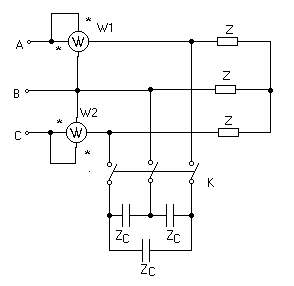 * W1
A * W Z
B Z
W2
C * W * Z
K
ZC ZC
ZC